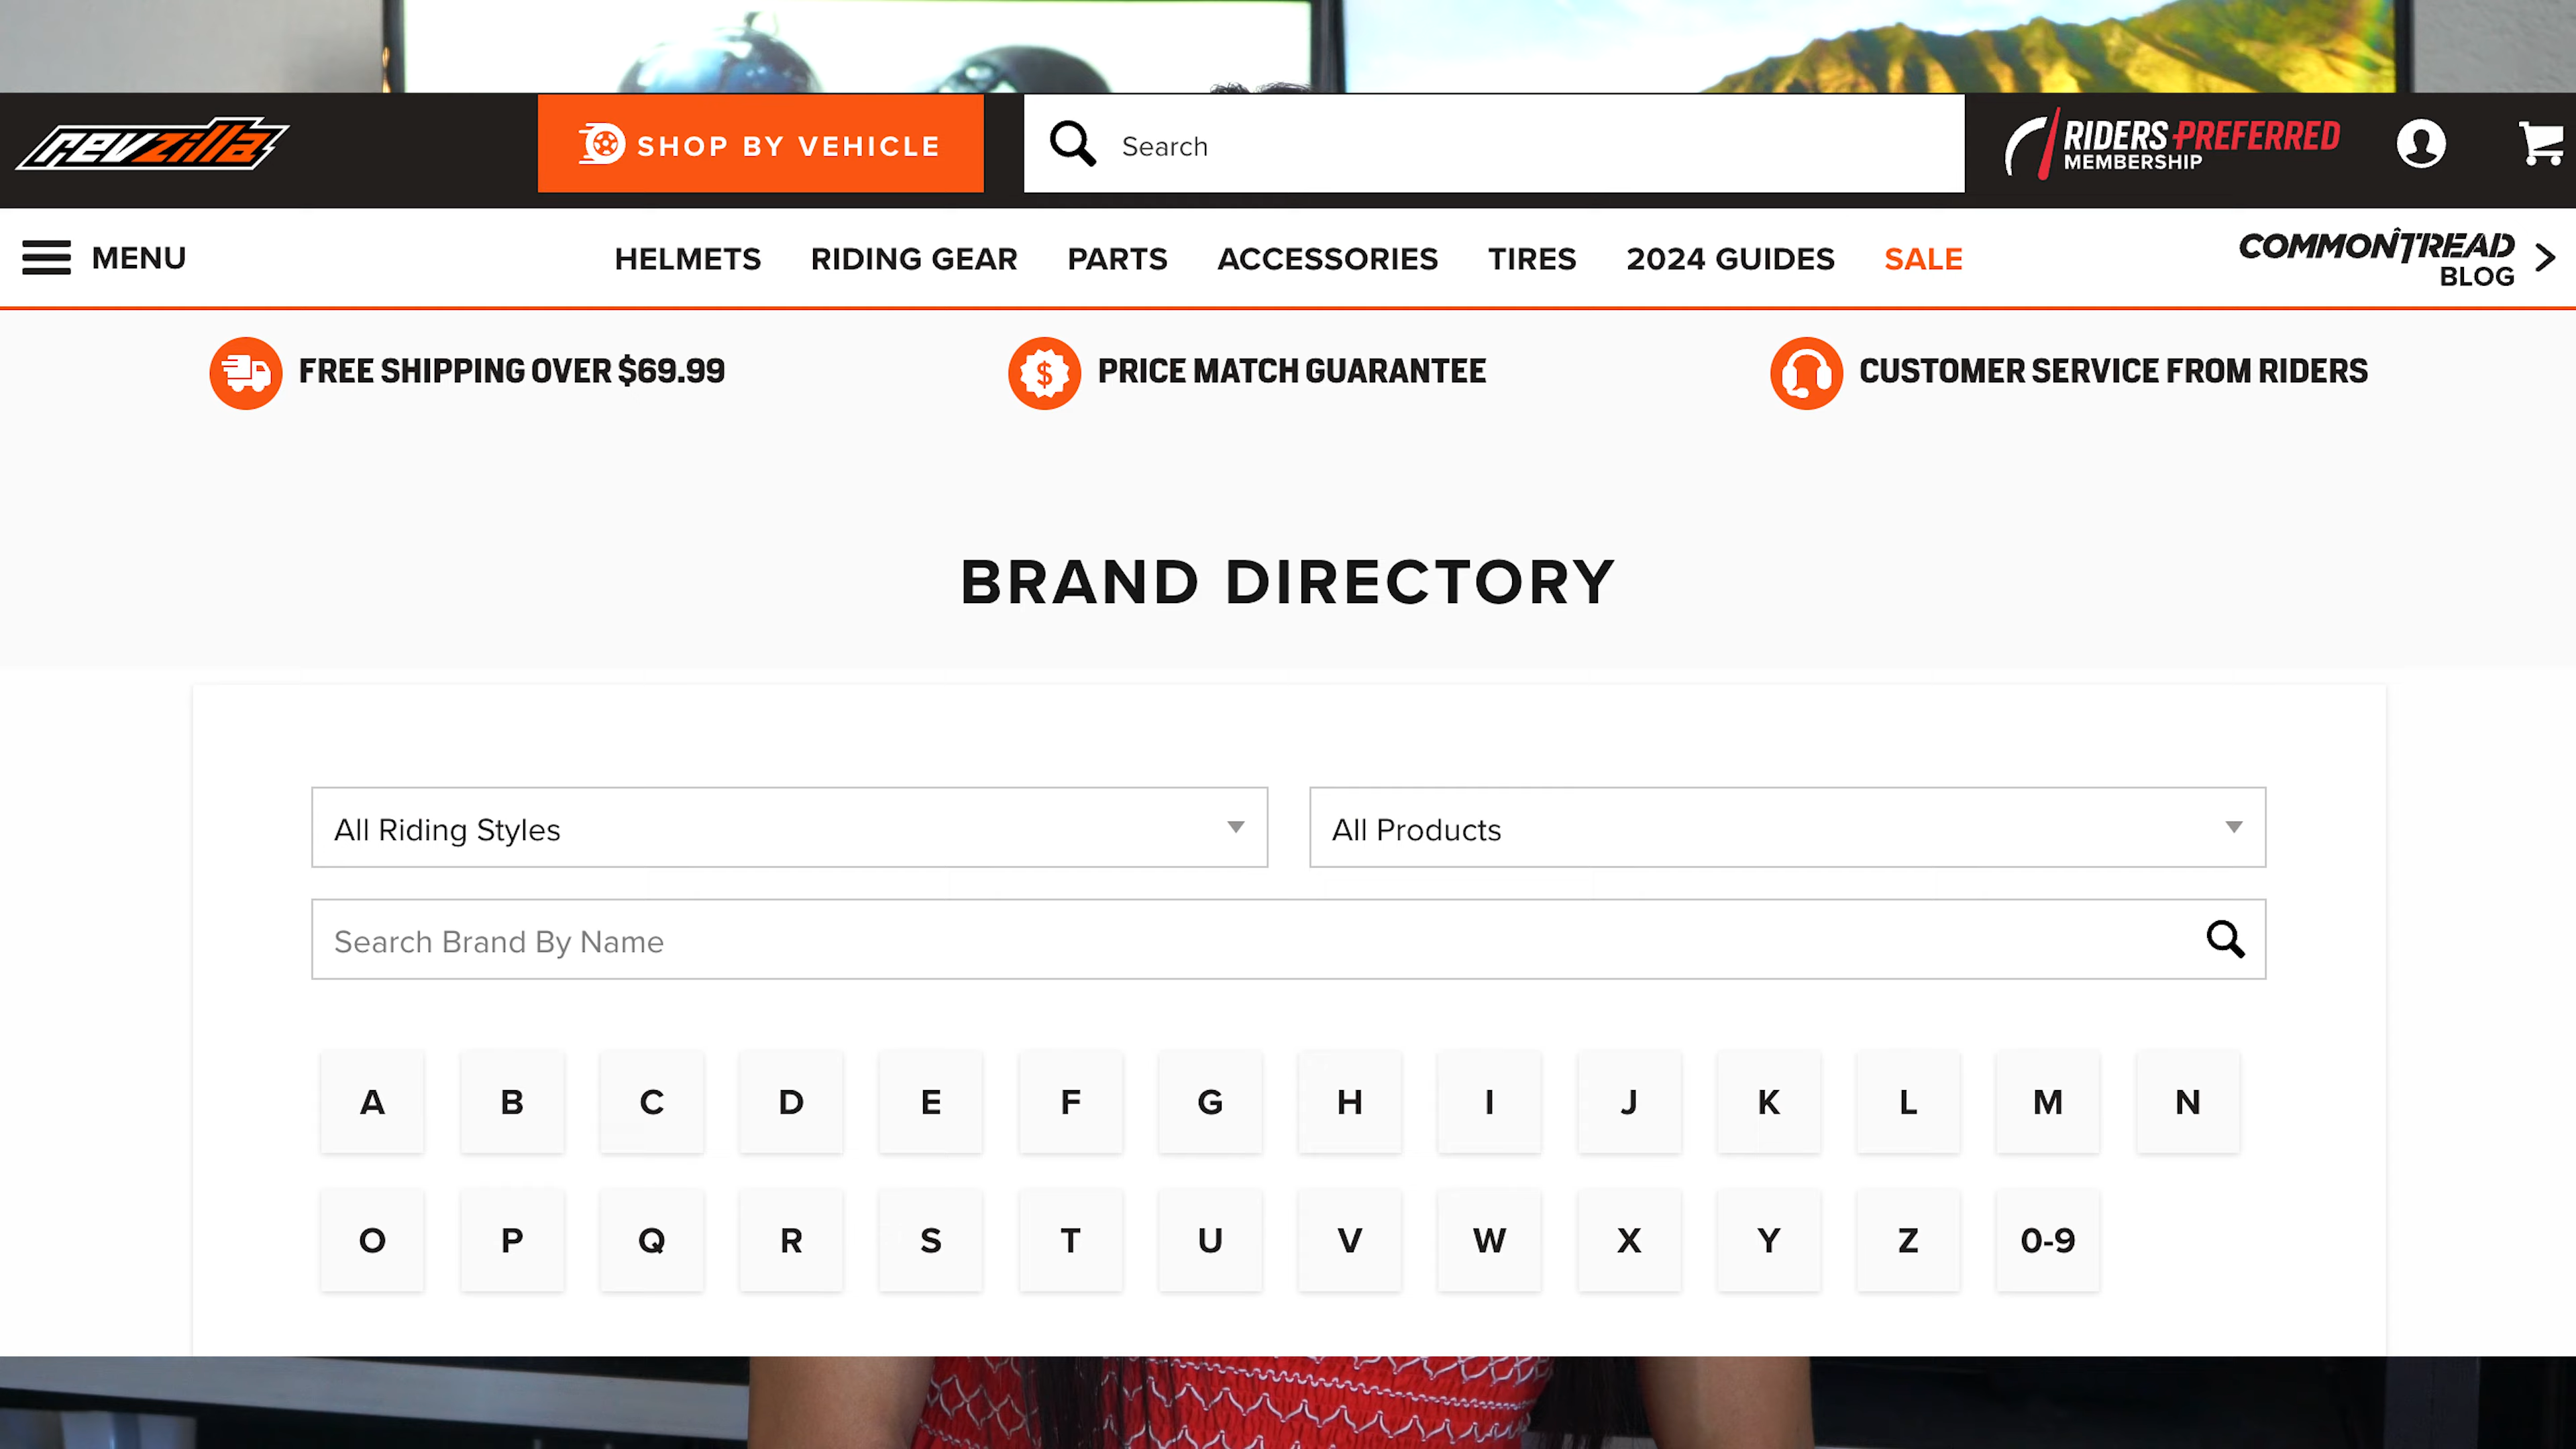 revzilla
SHOP BY VEHICLE
Search
RIDERS PREFERRED
MEMBERSHIP
MENU
HELMETS
RIDING GEAR
PARTS
ACCESSORIES
TIRES
2024 GUIDES
SALE
COMMON TREAD
BLOG
FREE SHIPPING OVER $69.99
PRICE MATCH GUARANTEE
CUSTOMER SERVICE FROM RIDERS
BRAND DIRECTORY
All Riding Styles
All Products
Search Brand By Name
A B C D E F G H I J K L M N
O P Q R S T U V W X Y Z 0-9